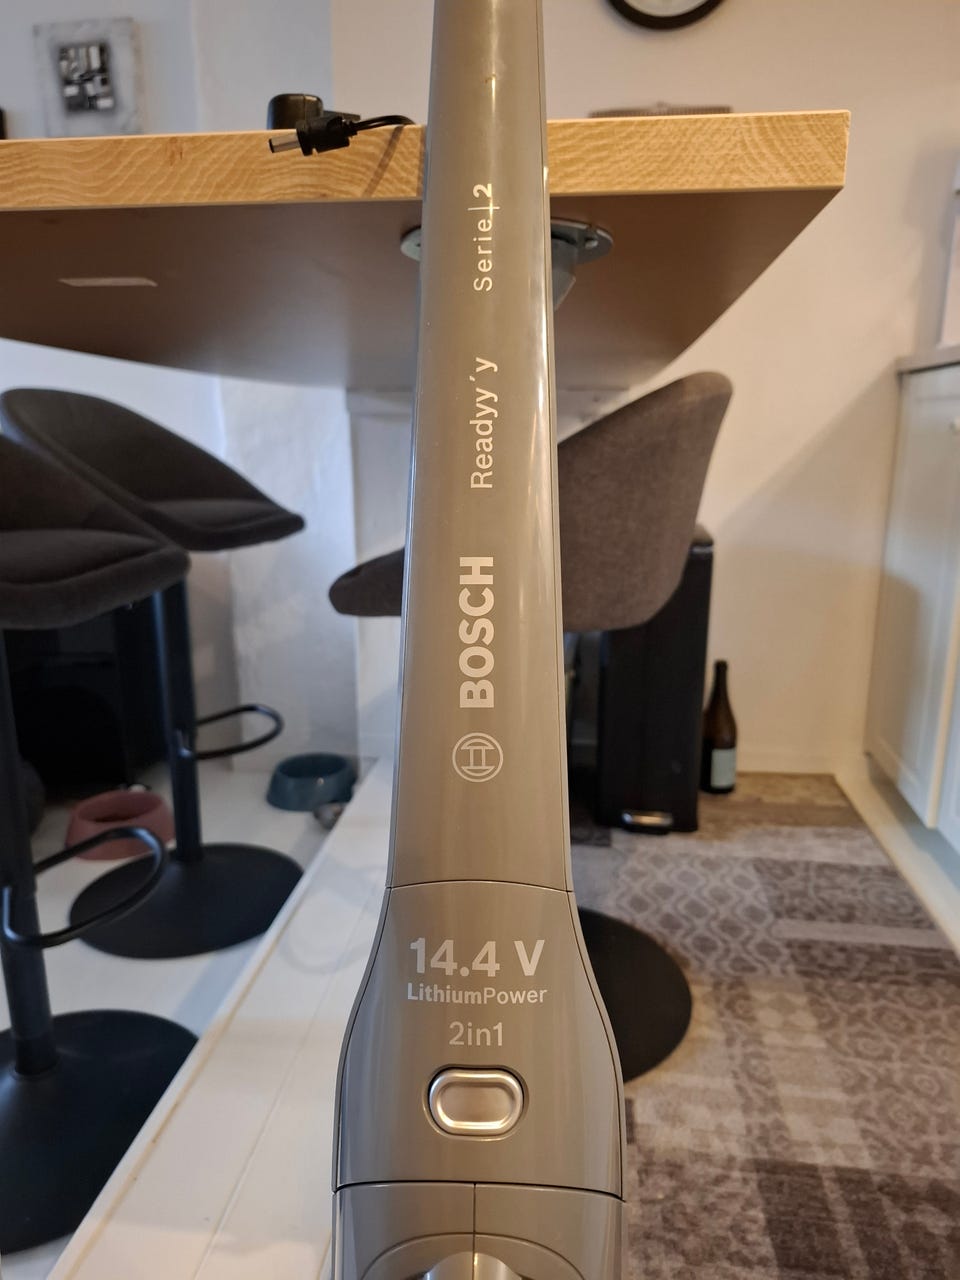 Serie|2
Readyy´y
BOSCH
14.4 V
LithiumPower
2in1